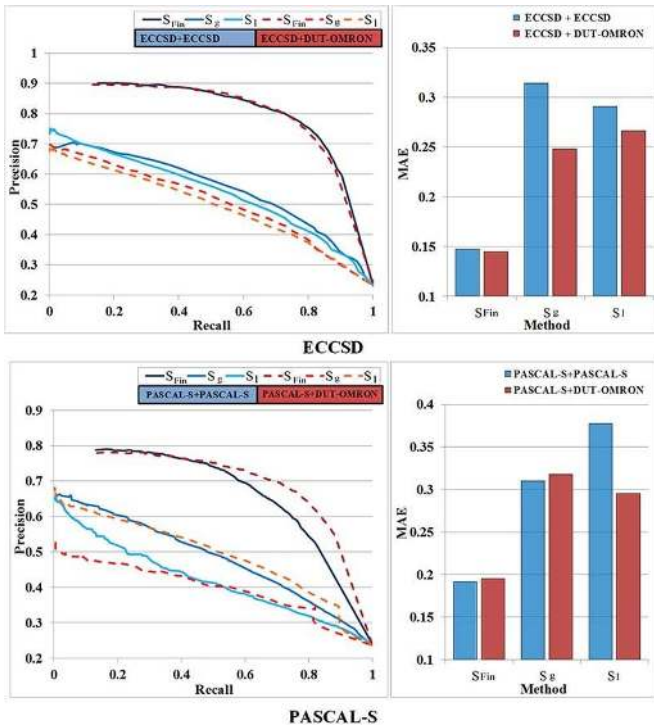 S_Fin S_g S_l S_Fin S_g S_l
ECCSD+ECCSD ECCSD+DUT-OMRON
1
0.9
0.8
0.7
0.6
0.5
0.4
0.3
0.2
Precision
0 0.2 0.4 0.6 0.8 1
Recall
ECCSD + ECCSD
ECCSD + DUT-OMRON
0.35
0.3
0.25
0.2
0.15
0.1
MAE
SFin Sg Sl
Method
ECCSD
S_Fin S_g S_l S_Fin S_g S_l
PASCAL-S+PASCAL-S PASCAL-S+DUT-OMRON
0.9
0.8
0.7
0.6
0.5
0.4
0.3
0.2
Precision
0 0.2 0.4 0.6 0.8 1
Recall
PASCAL-S+PASCAL-S
PASCAL-S+DUT-OMRON
0.4
0.35
0.3
0.25
0.2
0.15
0.1
MAE
SFin Sg Sl
Method
PASCAL-S